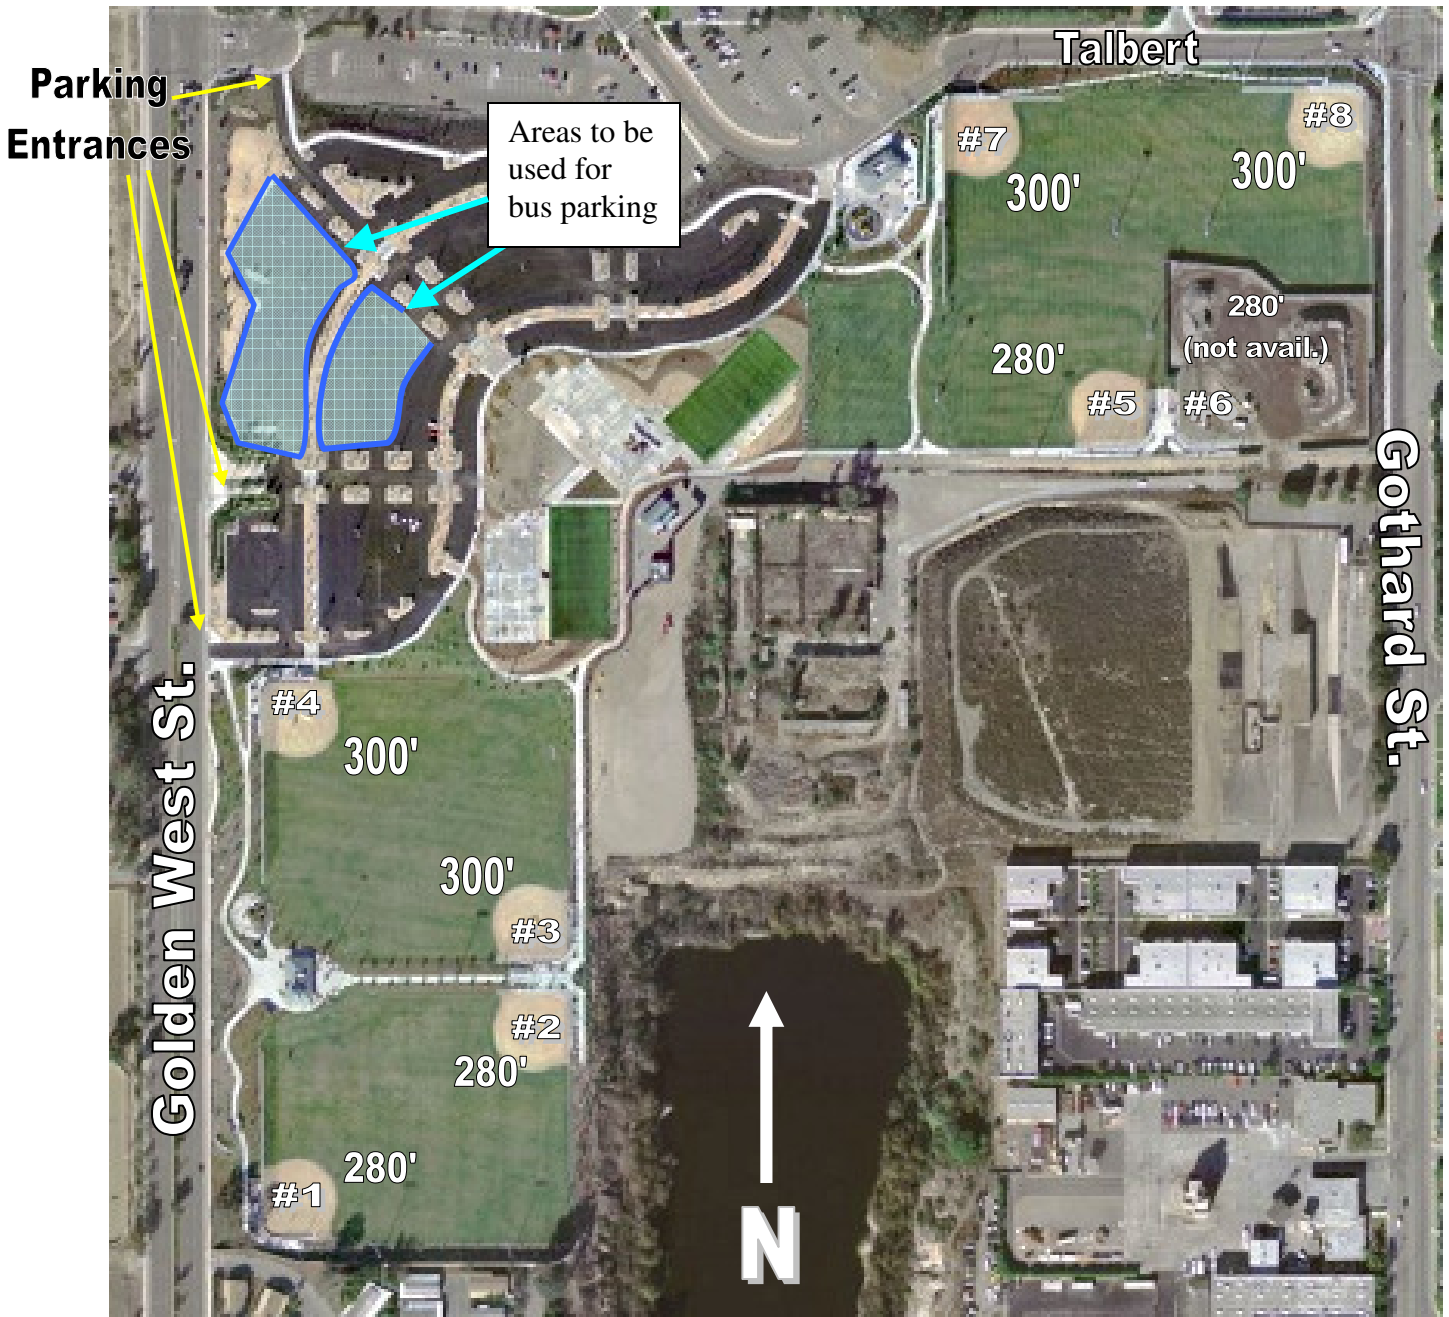 Talbert
Parking
Entrances
Areas to be
used for
bus parking
#7
#8
300'
300'
280'
(not avail.)
280'
#5
#6
Gothard St.
Golden West St.
#4
300'
300'
#3
#2
280'
280'
#1
N